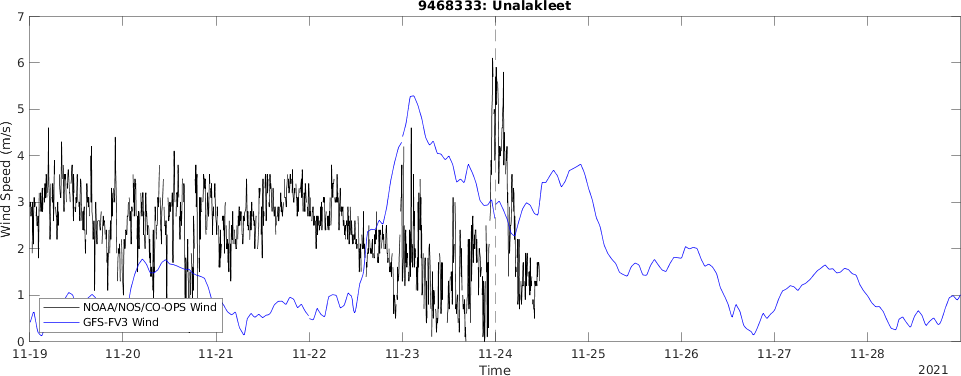 9468333: Unalakleet
7
6
5
4
3
2
1
0
Wind Speed (m/s)
NOAA/NOS/CO-OPS Wind
GFS-FV3 Wind
11-19 11-20 11-21 11-22 11-23 11-24 11-25 11-26 11-27 11-28
Time
2021